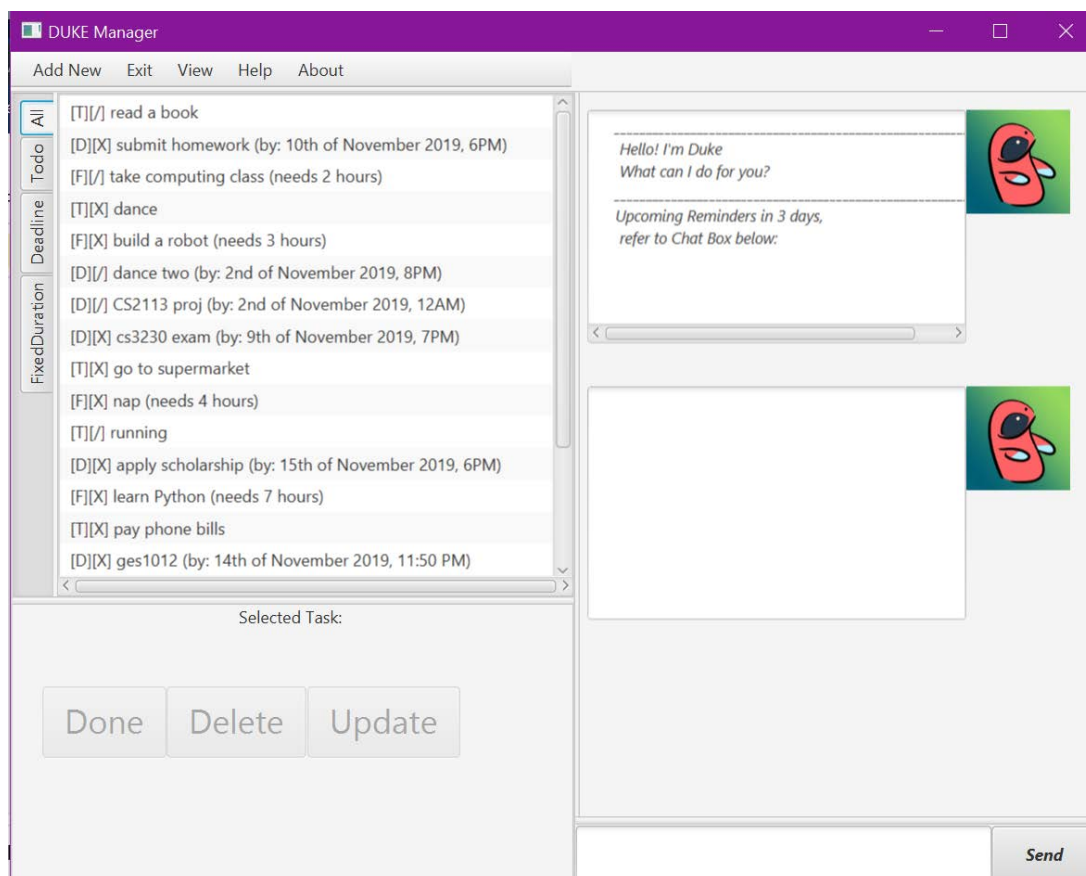 DUKE Manager
Add New Exit View Help About
All
Todo
Deadline
FixedDuration
[T][/] read a book
[D][X] submit homework (by: 10th of November 2019, 6PM)
[F][/] take computing class (needs 2 hours)
[T][X] dance
[F][X] build a robot (needs 3 hours)
[D][/] dance two (by: 2nd of November 2019, 8PM)
[D][/] CS2113 proj (by: 2nd of November 2019, 12AM)
[D][X] cs3230 exam (by: 9th of November 2019, 7PM)
[T][X] go to supermarket
[F][X] nap (needs 4 hours)
[T][/] running
[D][X] apply scholarship (by: 15th of November 2019, 6PM)
[F][X] learn Python (needs 7 hours)
[T][X] pay phone bills
[D][X] ges1012 (by: 14th of November 2019, 11:50 PM)
Selected Task:
Done Delete Update
Hello! I'm Duke
What can I do for you?
Upcoming Reminders in 3 days,
refer to Chat Box below:
Send